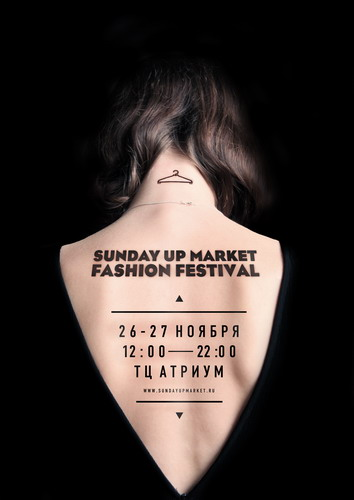 SUNDAY UP MARKET
FASHION FESTIVAL
26-27 НОЯБРЯ
12:00—22:00
ТЦ АТРИУМ
WWW.SUNDAYUPMARKET.RU